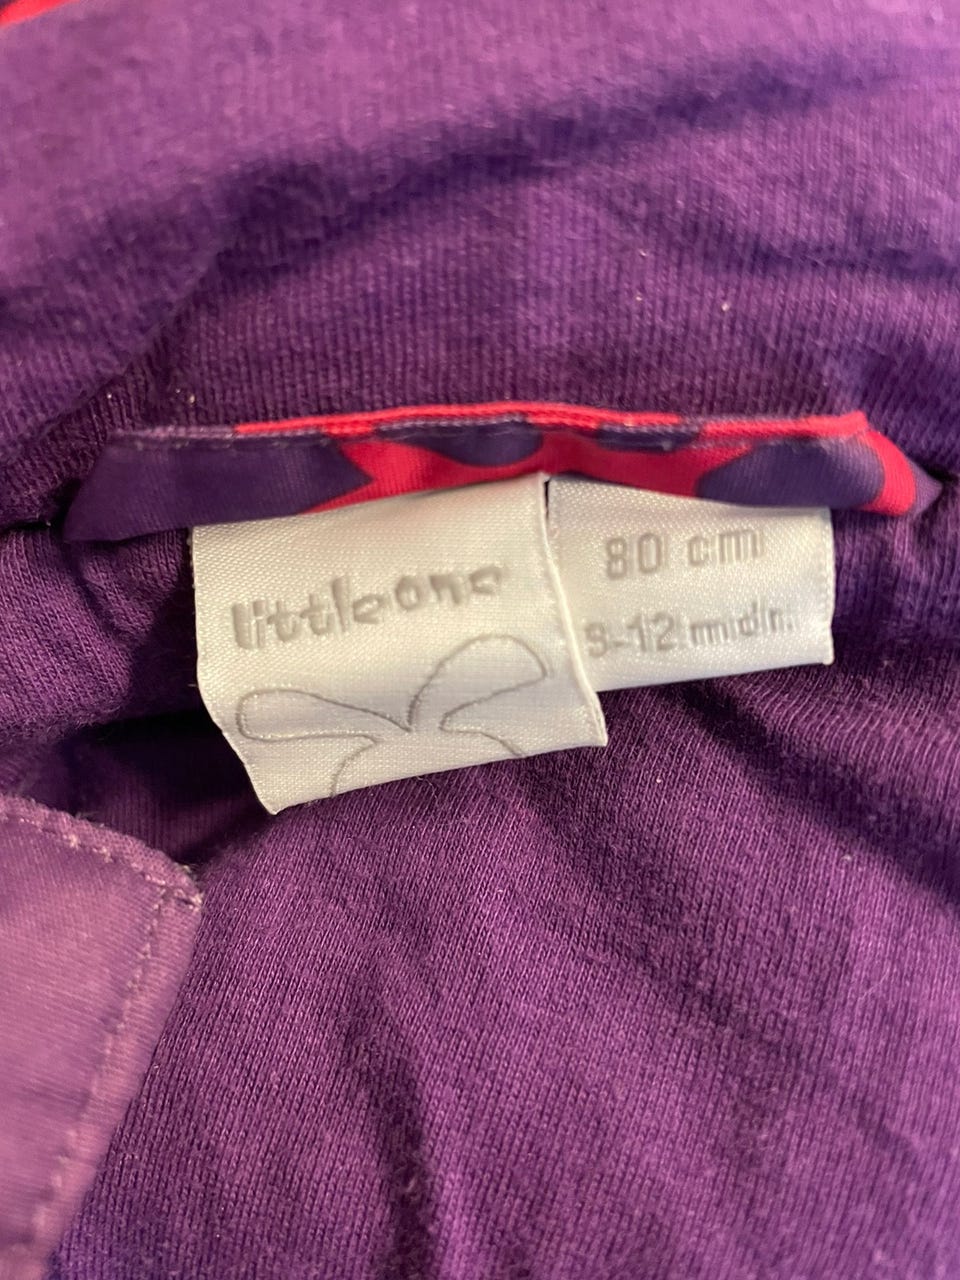 littleone
80 cm
9-12 mdr.